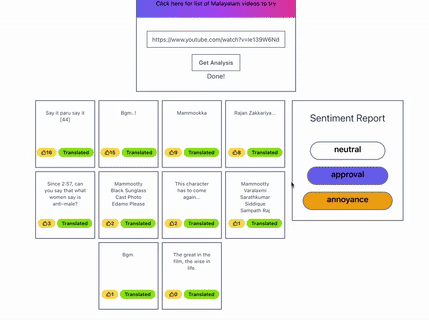 Click here for list of Malayalam videos to try
https://www.youtube.com/watch?v=Ie139W6Nd
Get Analysis
Done!
Say it paru say it
[44]
16 Translated
Bgm..!
15 Translated
Mammookka
9 Translated
Rajan Zakkariya...
8 Translated
Since 2:57, can
you say that what
women say is
anti-male?
3 Translated
Mammootty
Black Sunglass
Cast Photo
Edamo Please
2 Translated
This character
has to come
again...
2 Translated
Mammotty
Varalaxmi
Sarathkumar
Siddique
Sampath Raj
1 Translated
Bgm.
1 Translated
The great in the
film, the wise in
life.
0 Translated
Sentiment Report
neutral
approval
annoyance